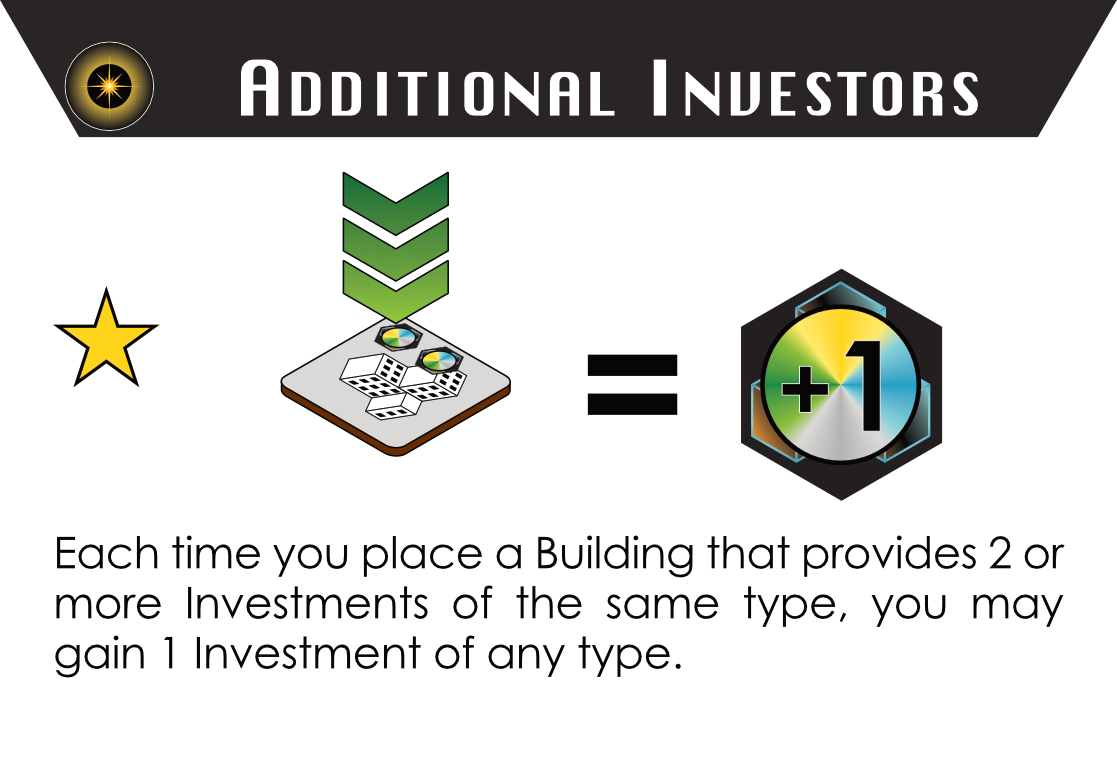 Additional Investors
+1
Each time you place a Building that provides 2 or
more Investments of the same type, you may
gain 1 Investment of any type.